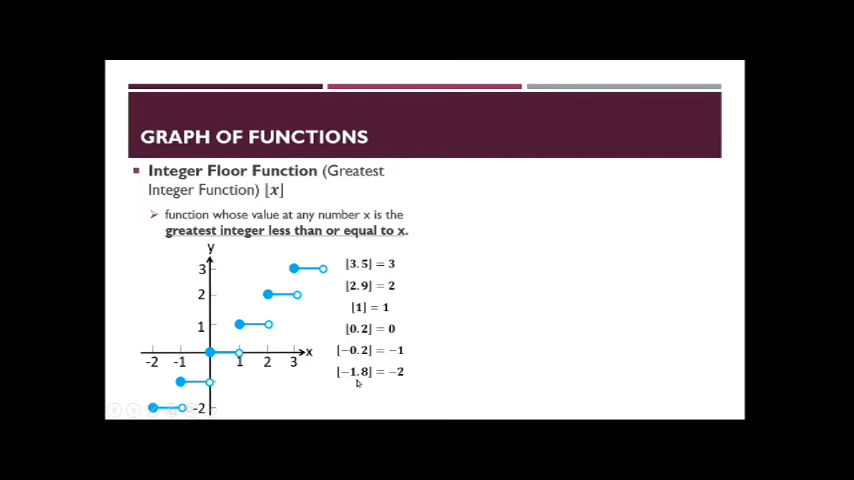 GRAPH OF FUNCTIONS
Integer Floor Function (Greatest
Integer Function) ⌊x⌋
function whose value at any number x is the
greatest integer less than or equal to x.
y
3
2
1
-2 -1 1 2 3 x
-2
⌊3.5⌋ = 3
⌊2.9⌋ = 2
⌊1⌋ = 1
⌊0.2⌋ = 0
⌊−0.2⌋ = −1
⌊−1.8⌋ = −2